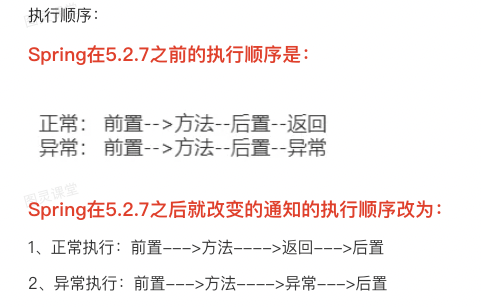 执行顺序：
Spring在5.2.7之前的执行顺序是：
正常： 前置-->方法--后置--返回
异常： 前置-->方法--后置--异常
Spring在5.2.7之后就改变的通知的执行顺序改为：
1、正常执行：前置--->方法---->返回--->后置
2、异常执行：前置--->方法---->异常--->后置